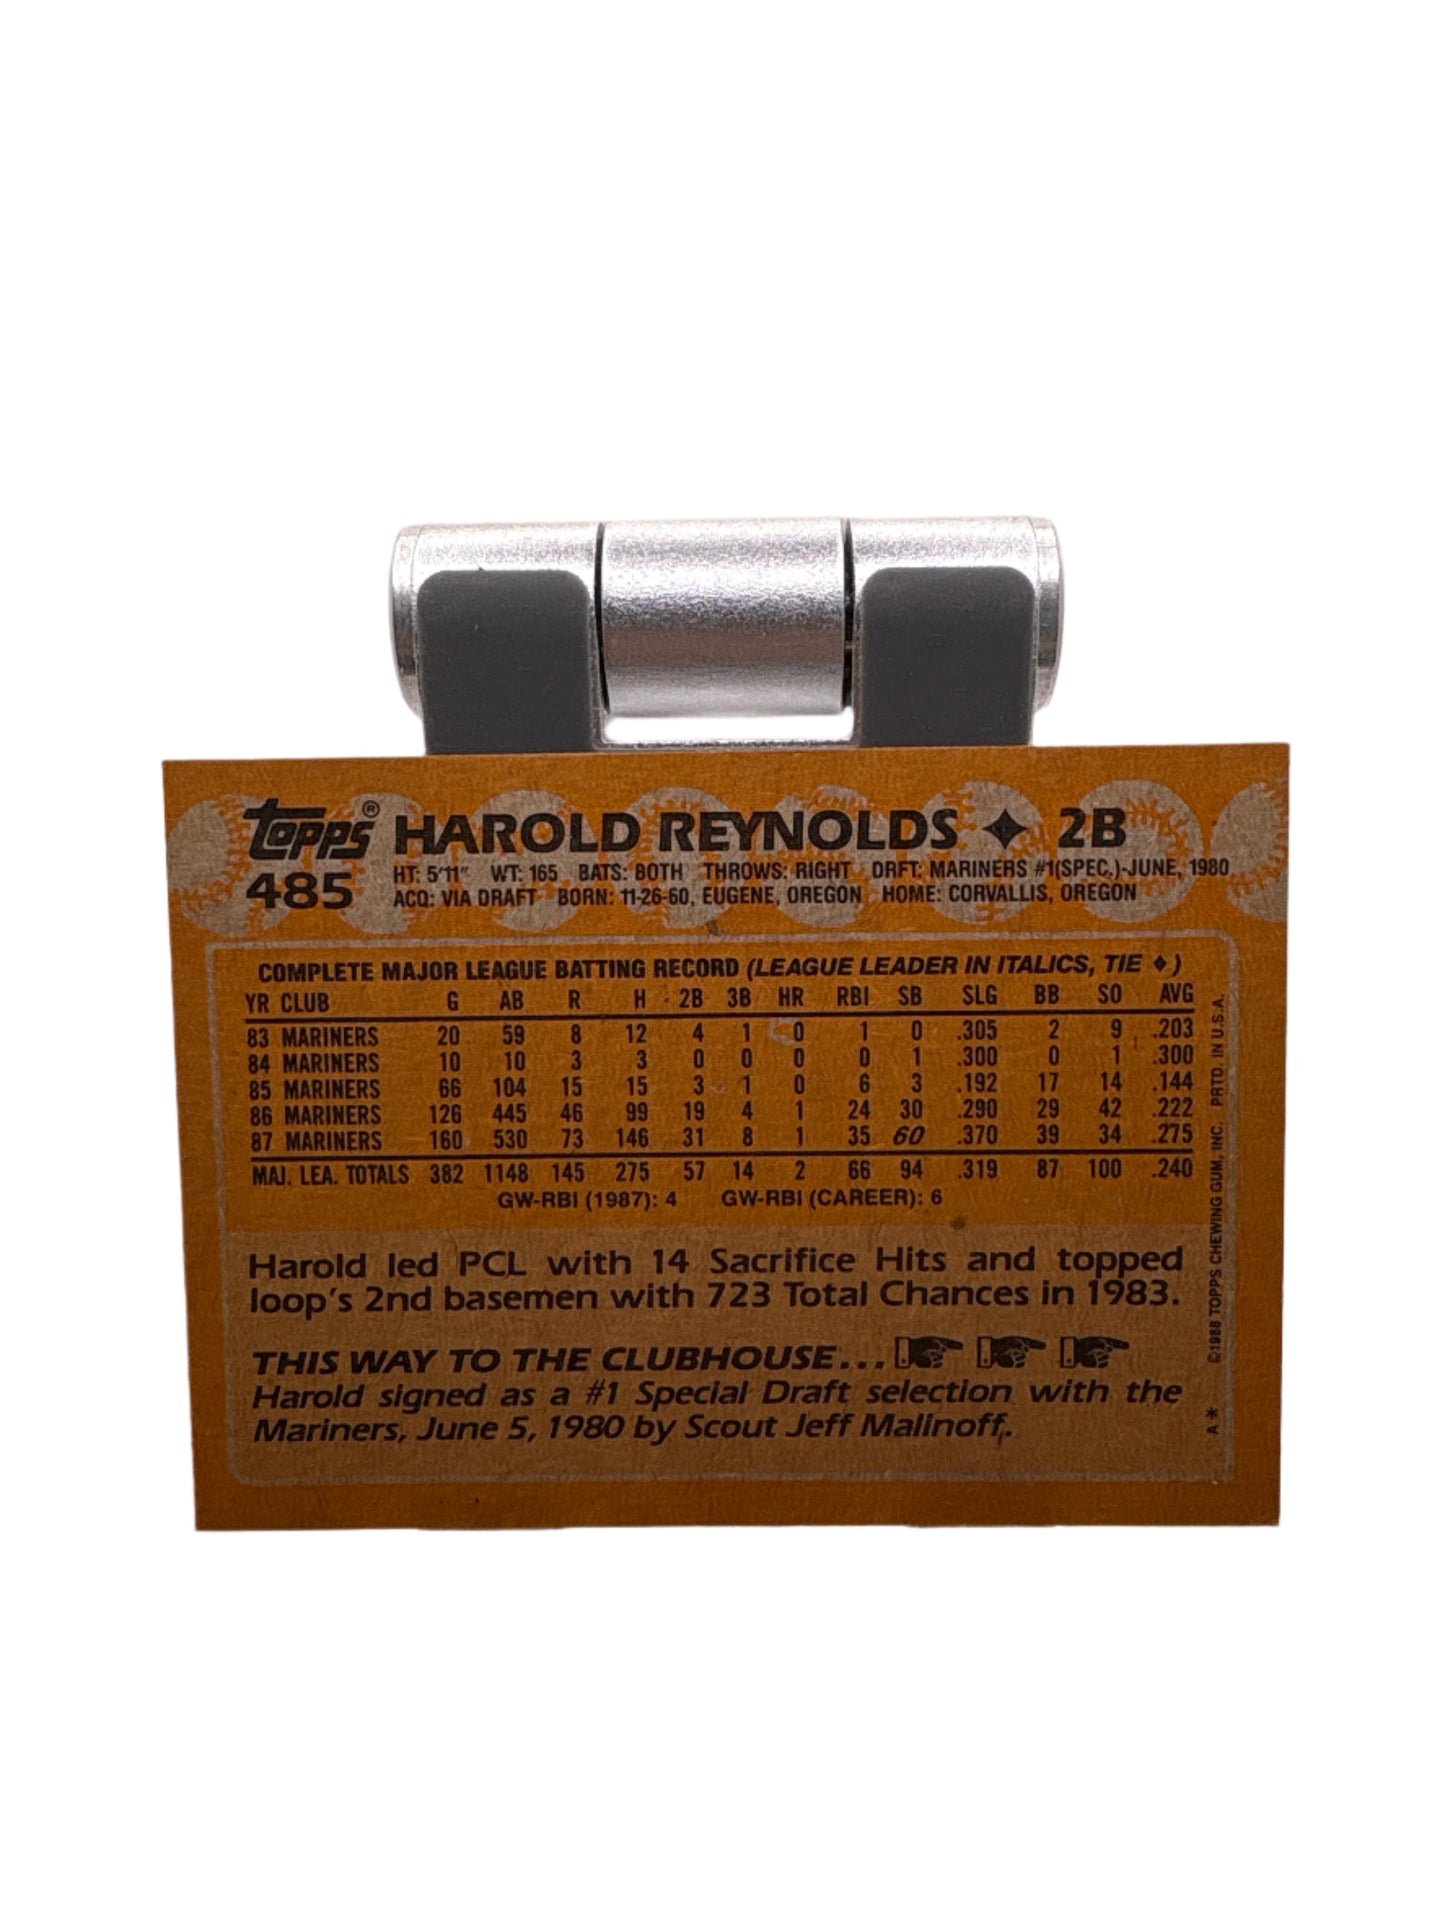 topps® HAROLD REYNOLDS ✦ 2B
485 HT: 5'11" WT: 165 BATS: BOTH THROWS: RIGHT DRFT: MARINERS #1(SPEC.)-JUNE, 1980
ACQ: VIA DRAFT BORN: 11-26-60, EUGENE, OREGON HOME: CORVALLIS, OREGON
COMPLETE MAJOR LEAGUE BATTING RECORD (LEAGUE LEADER IN ITALICS, TIE ♦)
YR CLUB G AB R H 2B 3B HR RBI SB SLG BB SO AVG
83 MARINERS 20 59 8 12 4 1 0 1 0 .305 2 9 .203
84 MARINERS 10 10 3 3 0 0 0 0 1 .300 0 1 .300
85 MARINERS 66 104 15 15 3 1 0 6 3 .192 17 14 .144
86 MARINERS 126 445 46 99 19 4 1 24 30 .290 29 42 .222
87 MARINERS 160 530 73 146 31 8 1 35 60 .370 39 34 .275
MAJ. LEA. TOTALS 382 1148 145 275 57 14 2 66 94 .319 87 100 .240
GW-RBI (1987): 4 GW-RBI (CAREER): 6
Harold led PCL with 14 Sacrifice Hits and topped
loop's 2nd basemen with 723 Total Chances in 1983.
THIS WAY TO THE CLUBHOUSE...
Harold signed as a #1 Special Draft selection with the
Mariners, June 5, 1980 by Scout Jeff Malinoff.
A* ©1988 TOPPS CHEWING GUM, INC. PRTD. IN U.S.A.